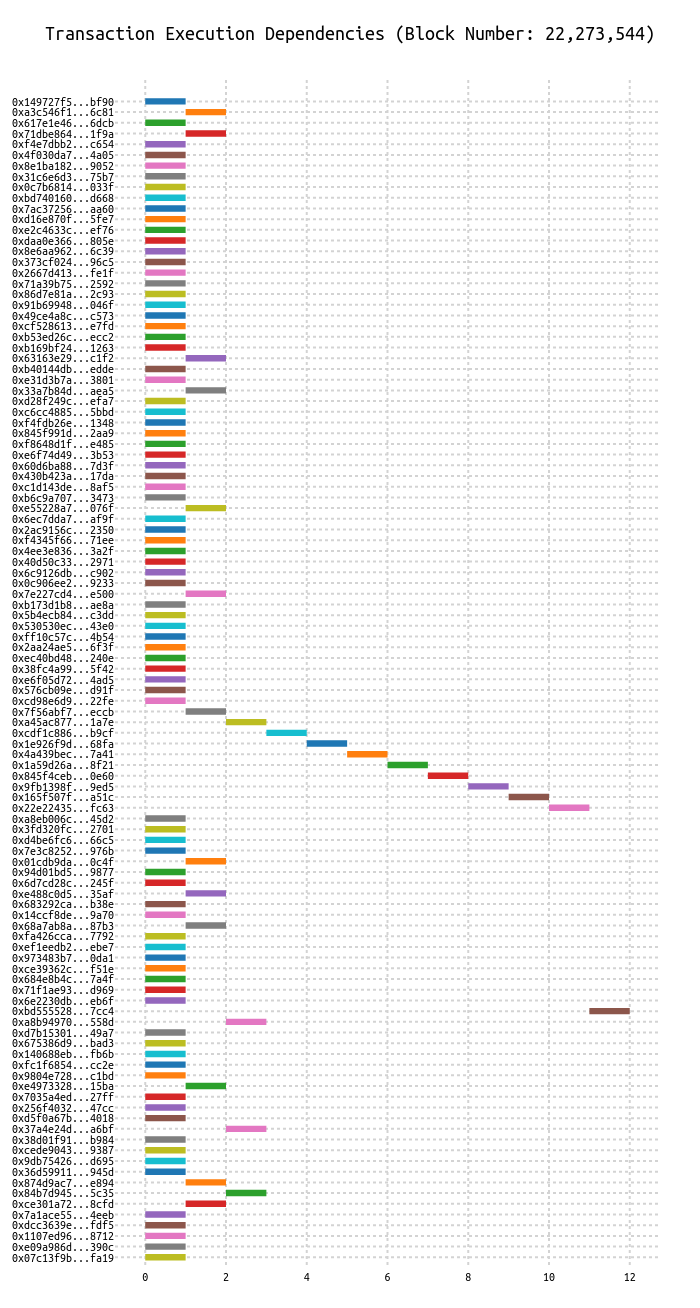 Transaction Execution Dependencies (Block Number: 22,273,544)
0x149727f5...bf90
0xa3c546f1...6c81
0x617e1e46...6dcb
0x71dbe864...1f9a
0xf4e7dbb2...c654
0x4f030da7...4a05
0x8e1ba182...9052
0x31c6e6d3...75b7
0x0c7b6814...033f
0xbd740160...d668
0x7ac37256...aa60
0xd16e870f...5fe7
0xe2c4633c...ef76
0xdaa0e366...805e
0x8e6aa962...6c39
0x373cf024...96c5
0x2667d413...fe1f
0x71a39b75...2592
0x86d7e81a...2c93
0x91b69948...046f
0x49ce4a8c...c573
0xcf528613...e7fd
0xb53ed26c...ecc2
0xb169bf24...1263
0x63163e29...c1f2
0xb40144db...edde
0xe31d3b7a...3801
0x33a7b84d...aea5
0xd28f249c...efa7
0xc6cc4885...5bbd
0xf4fdb26e...1348
0x845f991d...2aa9
0xf8648d1f...e485
0xe6f74d49...3b53
0x60d6ba88...7d3f
0x430b423a...17da
0xc1d143de...8af5
0xb6c9a707...3473
0xe55228a7...076f
0x6ec7dda7...af9f
0x2ac9156c...2350
0xf4345f66...71ee
0x4ee3e836...3a2f
0x40d50c33...2971
0x6c9126db...c902
0x0c906ee2...9233
0x7e227cd4...e500
0xb173d1b8...ae8a
0x5b4ecb84...c3dd
0x530530ec...43e0
0xff10c57c...4b54
0x2aa24ae5...6f3f
0xec40bd48...240e
0x38fc4a99...5f42
0xe6f05d72...4ad5
0x576cb09e...d91f
0xcd98e6d9...22fe
0x7f56abf7...eccb
0xa45ac877...1a7e
0xcdf1c886...b9cf
0x1e926f9d...68fa
0x4a439bec...7a41
0x1a59d26a...8f21
0x845f4ceb...0e60
0x9fb1398f...9ed5
0x165f507f...a51c
0x22e22435...fc63
0xa8eb006c...45d2
0x3fd320fc...2701
0xd4be6fc6...66c5
0x7e3c8252...976b
0x01cdb9da...0c4f
0x94d01bd5...9877
0x6d7cd28c...245f
0xe488c0d5...35af
0x683292ca...b38e
0x14ccf8de...9a70
0x68a7ab8a...87b3
0xfa426cca...7792
0xef1eedb2...ebe7
0x973483b7...0da1
0xce39362c...f51e
0x684e8b4c...7a4f
0x71f1ae93...d969
0x6e2230db...eb6f
0xbd555528...7cc4
0xa8b94970...558d
0xd7b15301...49a7
0x675386d9...bad3
0x140688eb...fb6b
0xfc1f6854...cc2e
0x9804e728...c1bd
0xe4973328...15ba
0x7035a4ed...27ff
0x256f4032...47cc
0xd5f0a67b...4018
0x37a4e24d...a6bf
0x38d01f91...b984
0xcede9043...9387
0x9db75426...d695
0x36d59911...945d
0x874d9ac7...e894
0x84b7d945...5c35
0xce301a72...8cfd
0x7a1ace55...4eeb
0xdcc3639e...fdf5
0x1107ed96...8712
0xe09a986d...390c
0x07c13f9b...fa19
0 2 4 6 8 10 12